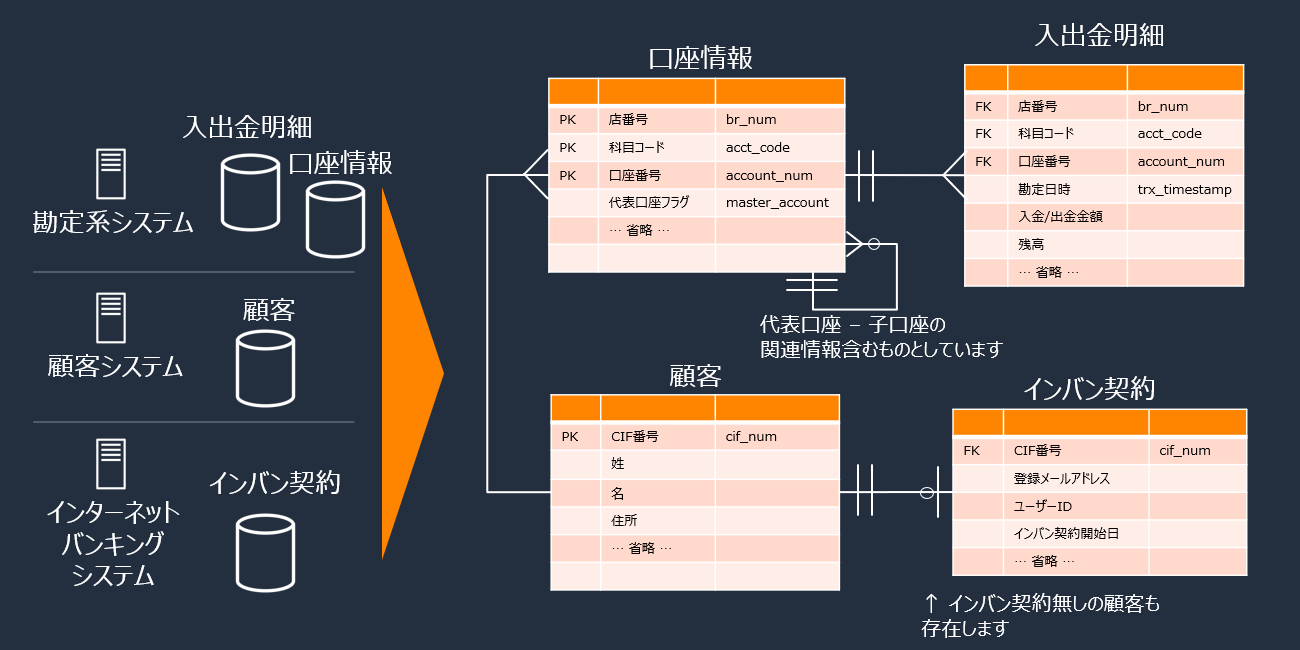 入出金明細
口座情報
勘定系システム
顧客
顧客システム
インバン契約
インターネット
バンキング
システム
口座情報
PK 店番号 br_num
PK 科目コード acct_code
PK 口座番号 account_num
代表口座フラグ master_account
… 省略 …
入出金明細
FK 店番号 br_num
FK 科目コード acct_code
FK 口座番号 account_num
勘定日時 trx_timestamp
入金/出金金額
残高
… 省略 …
代表口座 – 子口座の
関連情報含むものとしています
顧客
PK CIF番号 cif_num
姓
名
住所
… 省略 …
インバン契約
FK CIF番号 cif_num
登録メールアドレス
ユーザーID
インバン契約開始日
… 省略 …
↑ インバン契約無しの顧客も
存在します